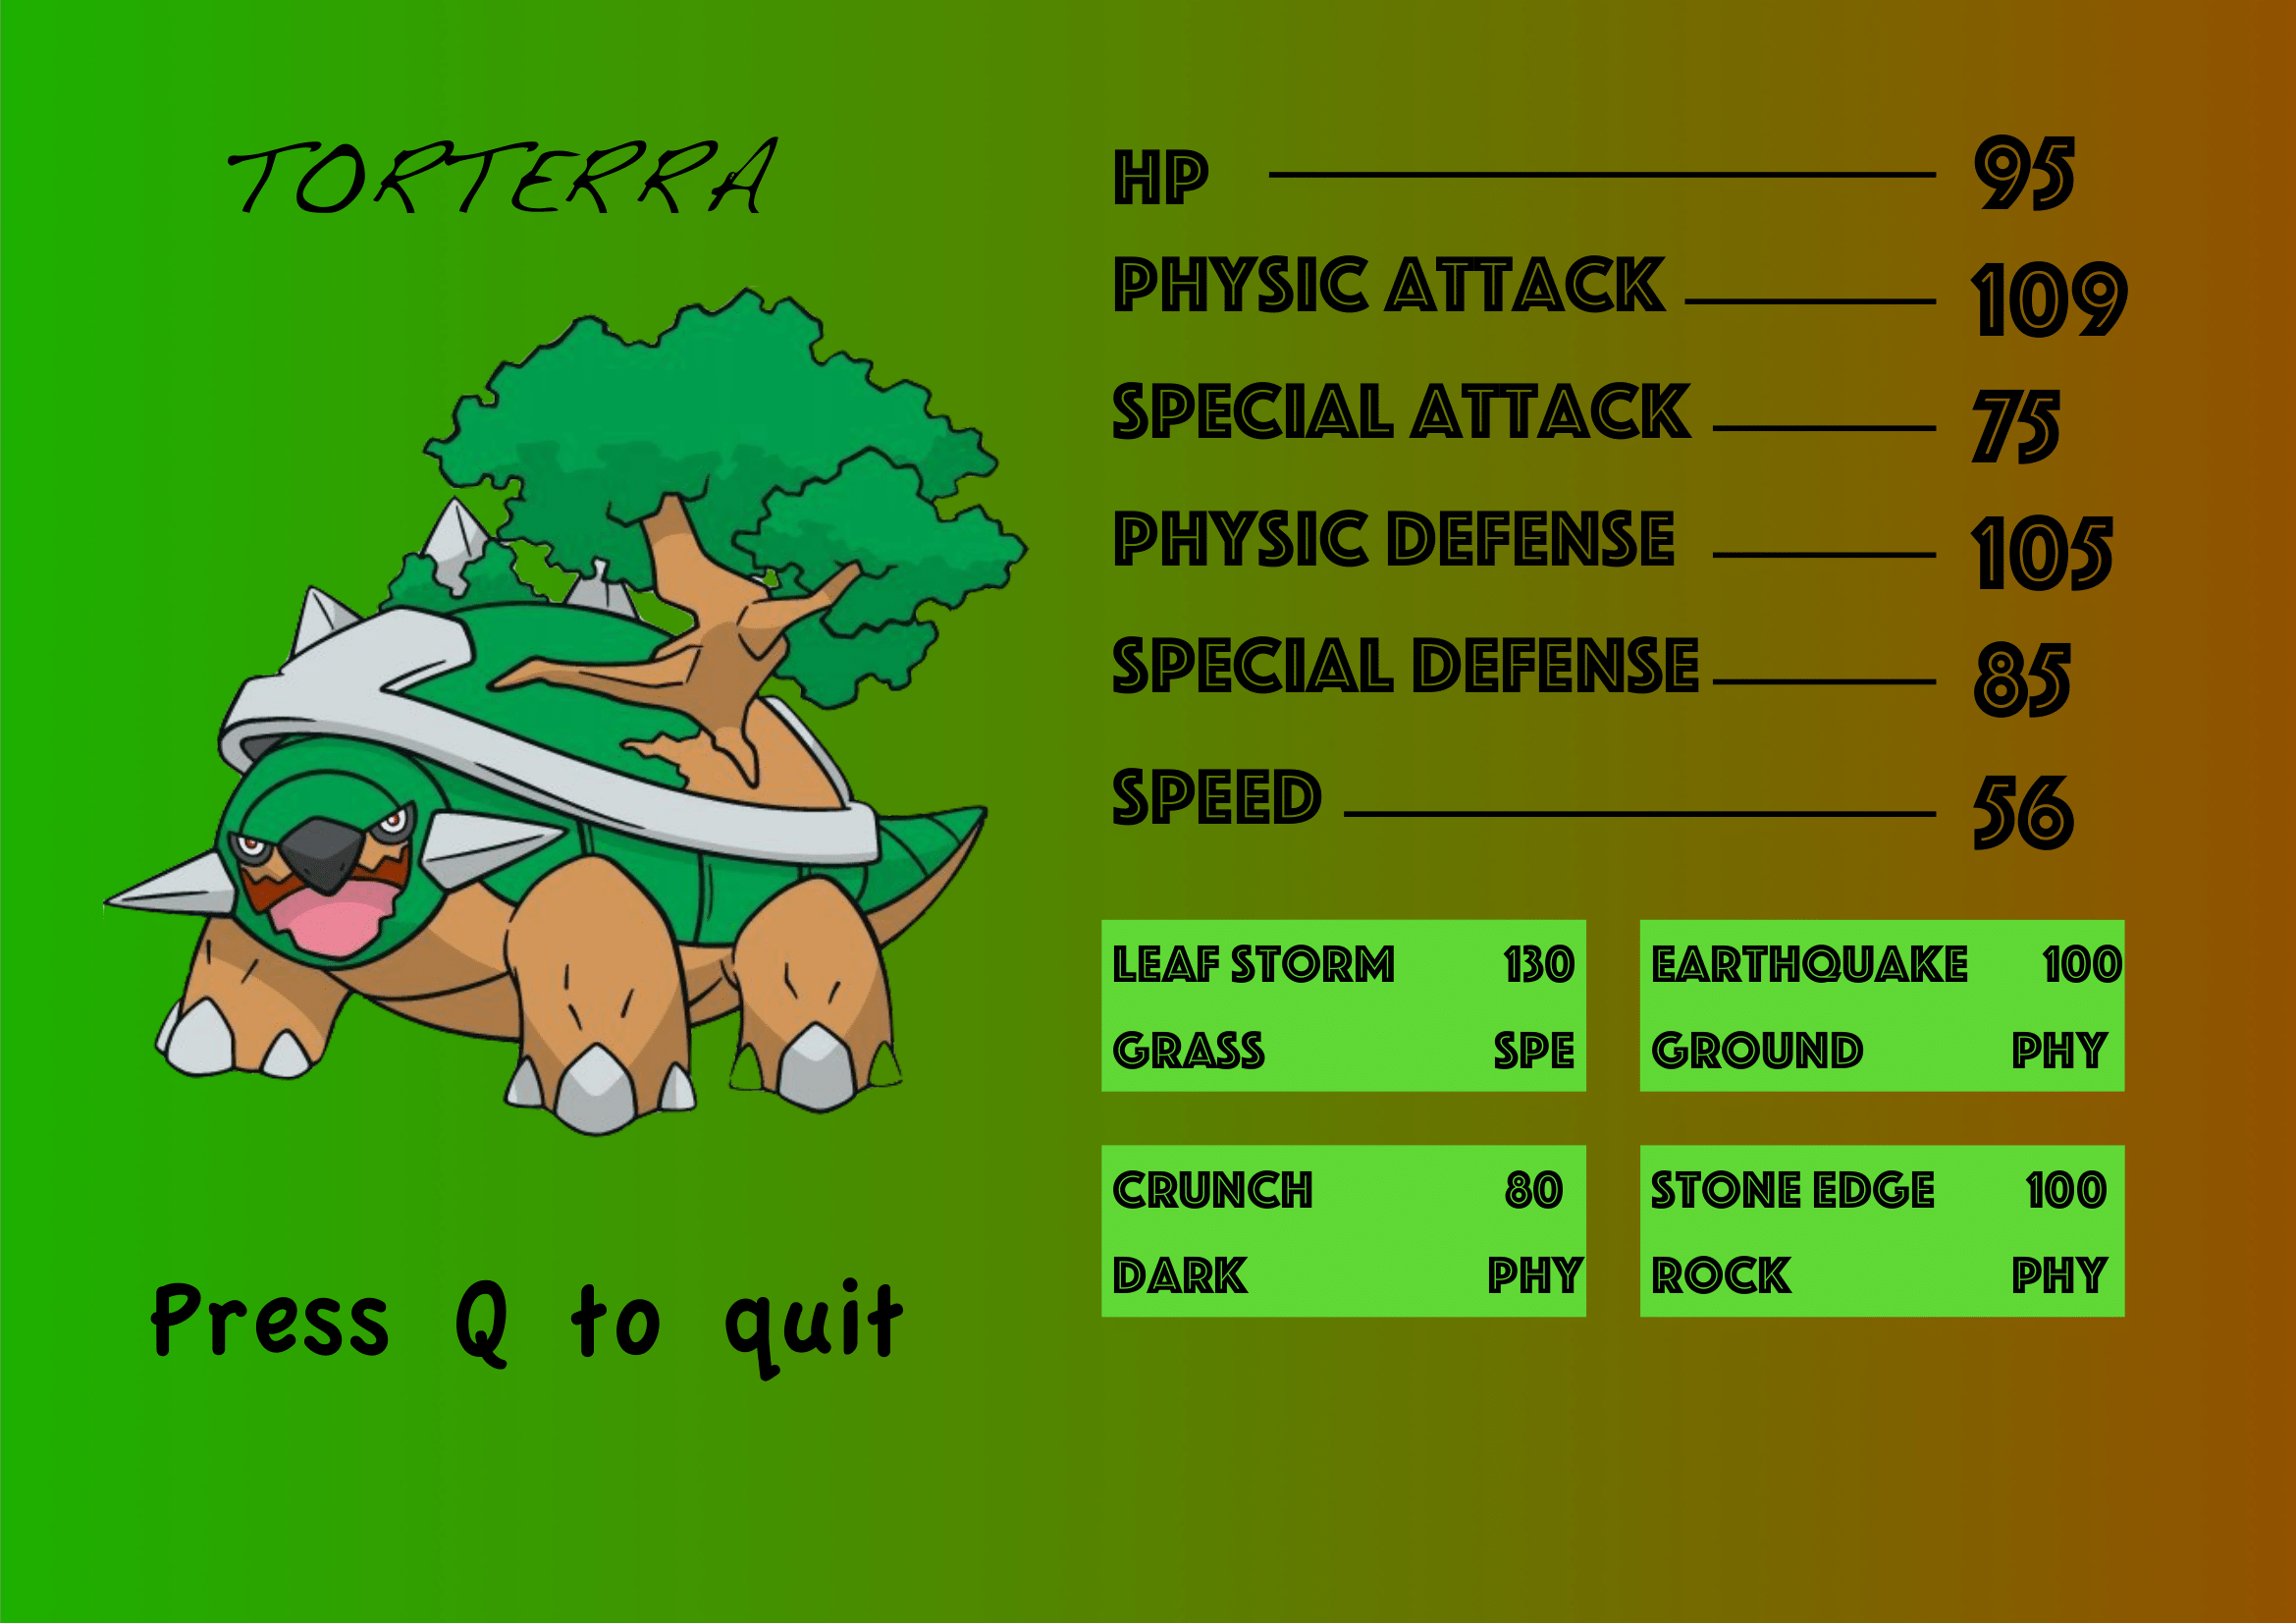 TORTERRA
HP 95
PHYSIC ATTACK 109
SPECIAL ATTACK 75
PHYSIC DEFENSE 105
SPECIAL DEFENSE 85
SPEED 56
LEAF STORM 130
GRASS SPE
EARTHQUAKE 100
GROUND PHY
CRUNCH 80
DARK PHY
STONE EDGE 100
ROCK PHY
Press Q to quit